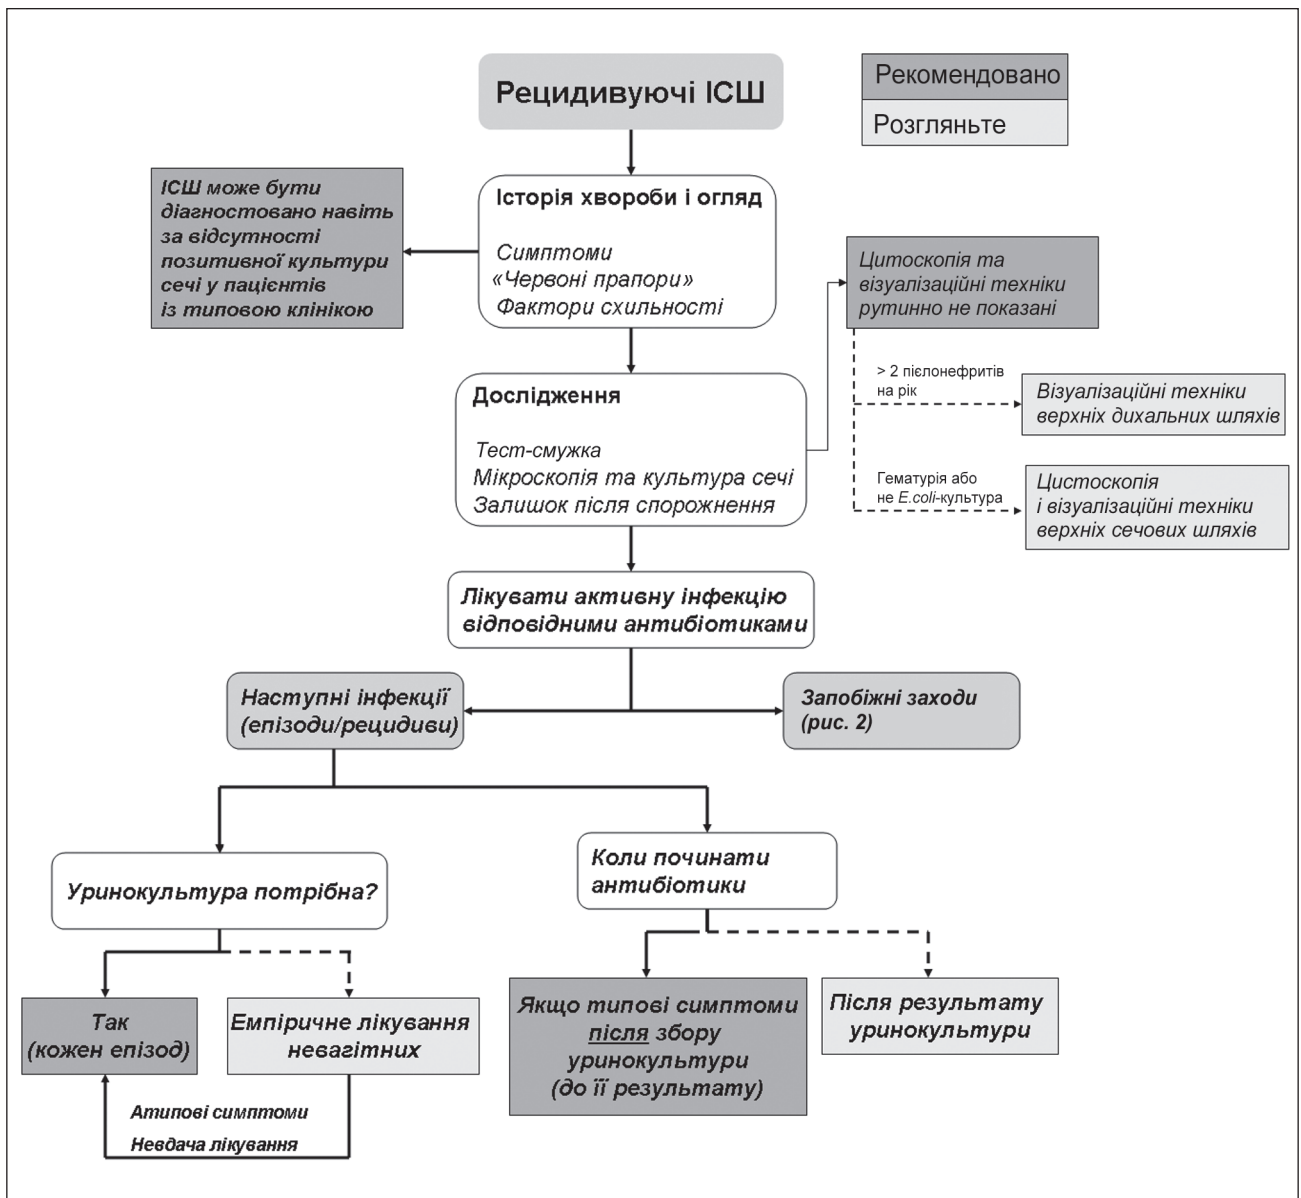 Рецидивуючі ІСШ
Рекомендовано
Розгляньте
ІСШ може бути
діагностовано навіть
за відсутності
позитивної культури
сечі у пацієнтів
із типовою клінікою
Історія хвороби і огляд
Симптоми
«Червоні прапори»
Фактори схильності
Цитоскопія та
візуалізаційні техніки
рутинно не показані
> 2 пієлонефритів
на рік
Візуалізаційні техніки
верхніх дихальних шляхів
Дослідження
Тест-смужка
Мікроскопія та культура сечі
Залишок після спорожнення
Гематурія або
не E.coli-культура
Цистоскопія
і візуалізаційні техніки
верхніх сечових шляхів
Лікувати активну інфекцію
відповідними антибіотиками
Наступні інфекції
(епізоди/рецидиви)
Запобіжні заходи
(рис. 2)
Уринокультура потрібна?
Коли починати
антибіотики
Так
(кожен епізод)
Емпіричне лікування
невагітних
Якщо типові симптоми
після збору
уринокультури
(до її результату)
Після результату
уринокультури
Атипові симптоми
Невдача лікування